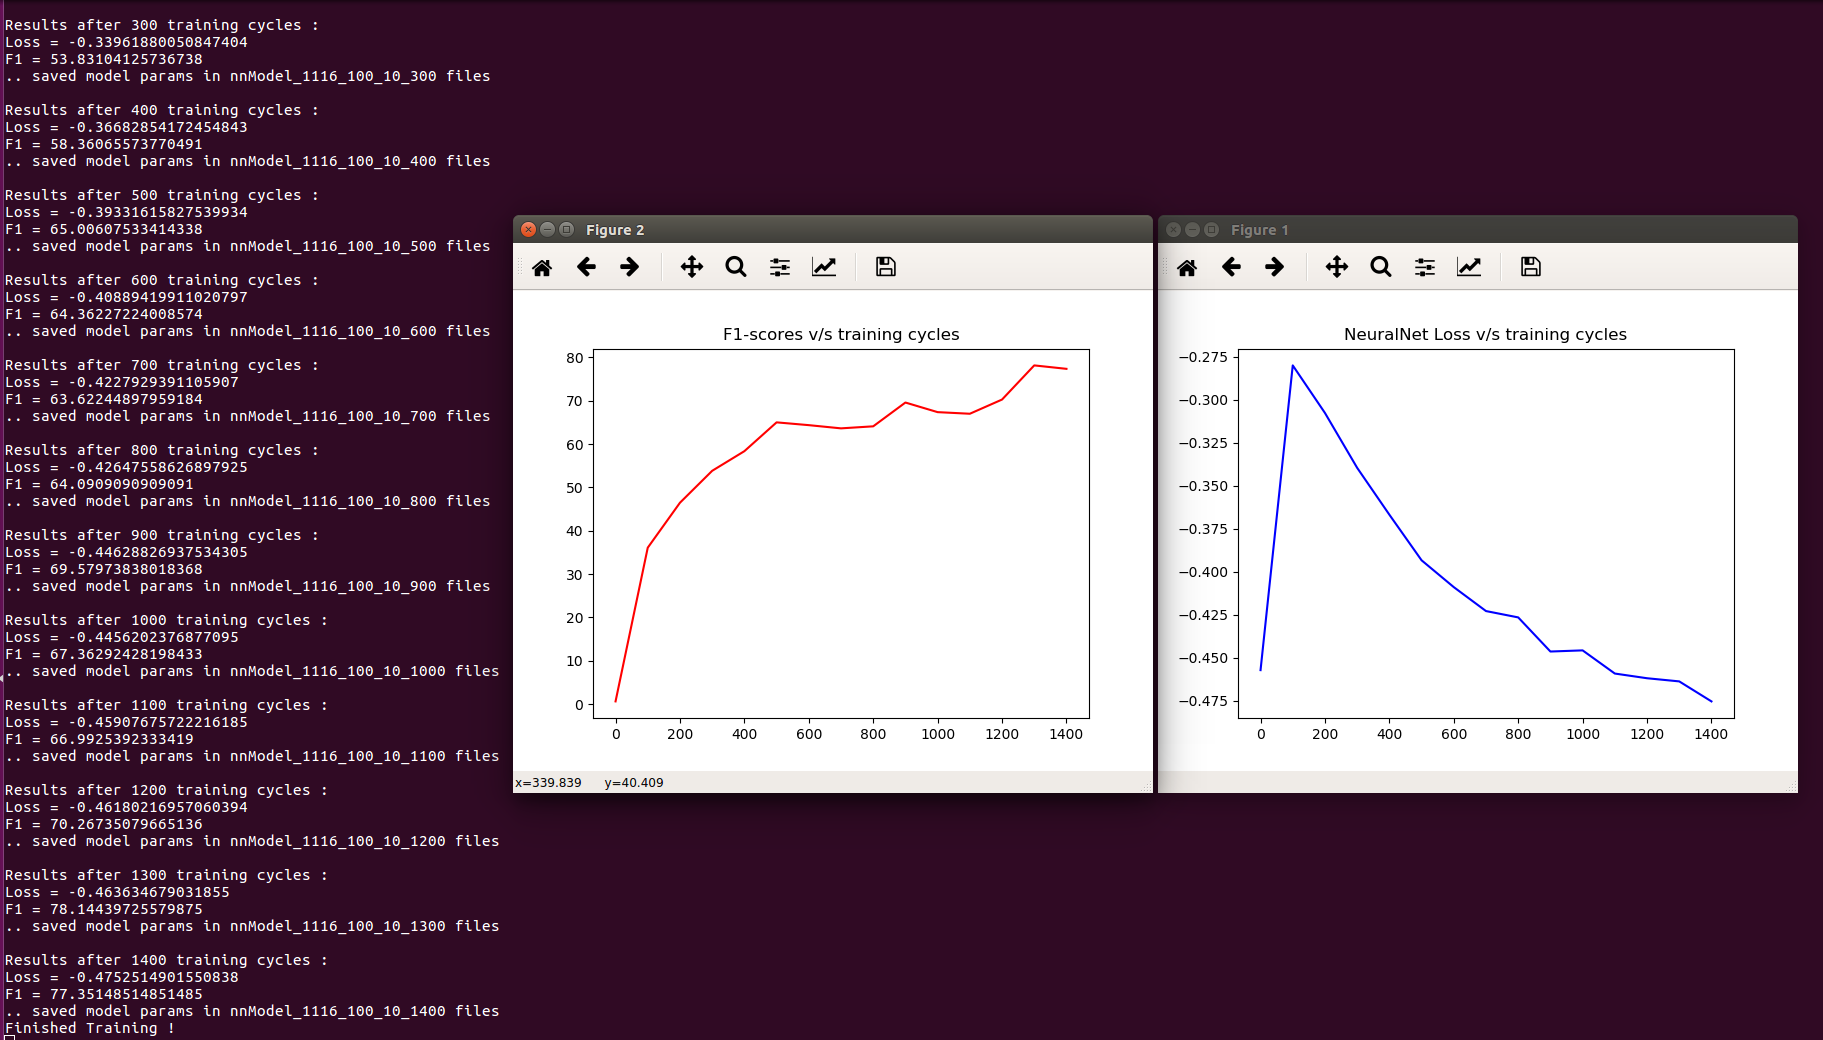 Results after 300 training cycles :
Loss = -0.33961880050847404
F1 = 53.83104125736738
.. saved model params in nnModel_1116_100_10_300 files
Results after 400 training cycles :
Loss = -0.36682854172454843
F1 = 58.36065573770491
.. saved model params in nnModel_1116_100_10_400 files
Results after 500 training cycles :
Loss = -0.39331615827539934
F1 = 65.00607533414338
.. saved model params in nnModel_1116_100_10_500 files
Results after 600 training cycles :
Loss = -0.40889419911020797
F1 = 64.36227224008574
.. saved model params in nnModel_1116_100_10_600 files
Results after 700 training cycles :
Loss = -0.4227929391105907
F1 = 63.62244897959184
.. saved model params in nnModel_1116_100_10_700 files
Results after 800 training cycles :
Loss = -0.42647558626897925
F1 = 64.0909090909091
.. saved model params in nnModel_1116_100_10_800 files
Results after 900 training cycles :
Loss = -0.44628826937534305
F1 = 69.57973838018368
.. saved model params in nnModel_1116_100_10_900 files
Results after 1000 training cycles :
Loss = -0.4456202376877095
F1 = 67.36292428198433
.. saved model params in nnModel_1116_100_10_1000 files
Results after 1100 training cycles :
Loss = -0.45907675722216185
F1 = 66.9925392333419
.. saved model params in nnModel_1116_100_10_1100 files
Results after 1200 training cycles :
Loss = -0.46180216957060394
F1 = 70.26735079665136
.. saved model params in nnModel_1116_100_10_1200 files
Results after 1300 training cycles :
Loss = -0.463634679031855
F1 = 78.14439725579875
.. saved model params in nnModel_1116_100_10_1300 files
Results after 1400 training cycles :
Loss = -0.4752514901550838
F1 = 77.35148514851485
.. saved model params in nnModel_1116_100_10_1400 files
Finished Training !
Figure 2
F1-scores v/s training cycles
80
70
60
50
40
30
20
10
0
0 200 400 600 800 1000 1200 1400
x=339.839 y=40.409
Figure 1
NeuralNet Loss v/s training cycles
−0.275
−0.300
−0.325
−0.350
−0.375
−0.400
−0.425
−0.450
−0.475
0 200 400 600 800 1000 1200 1400